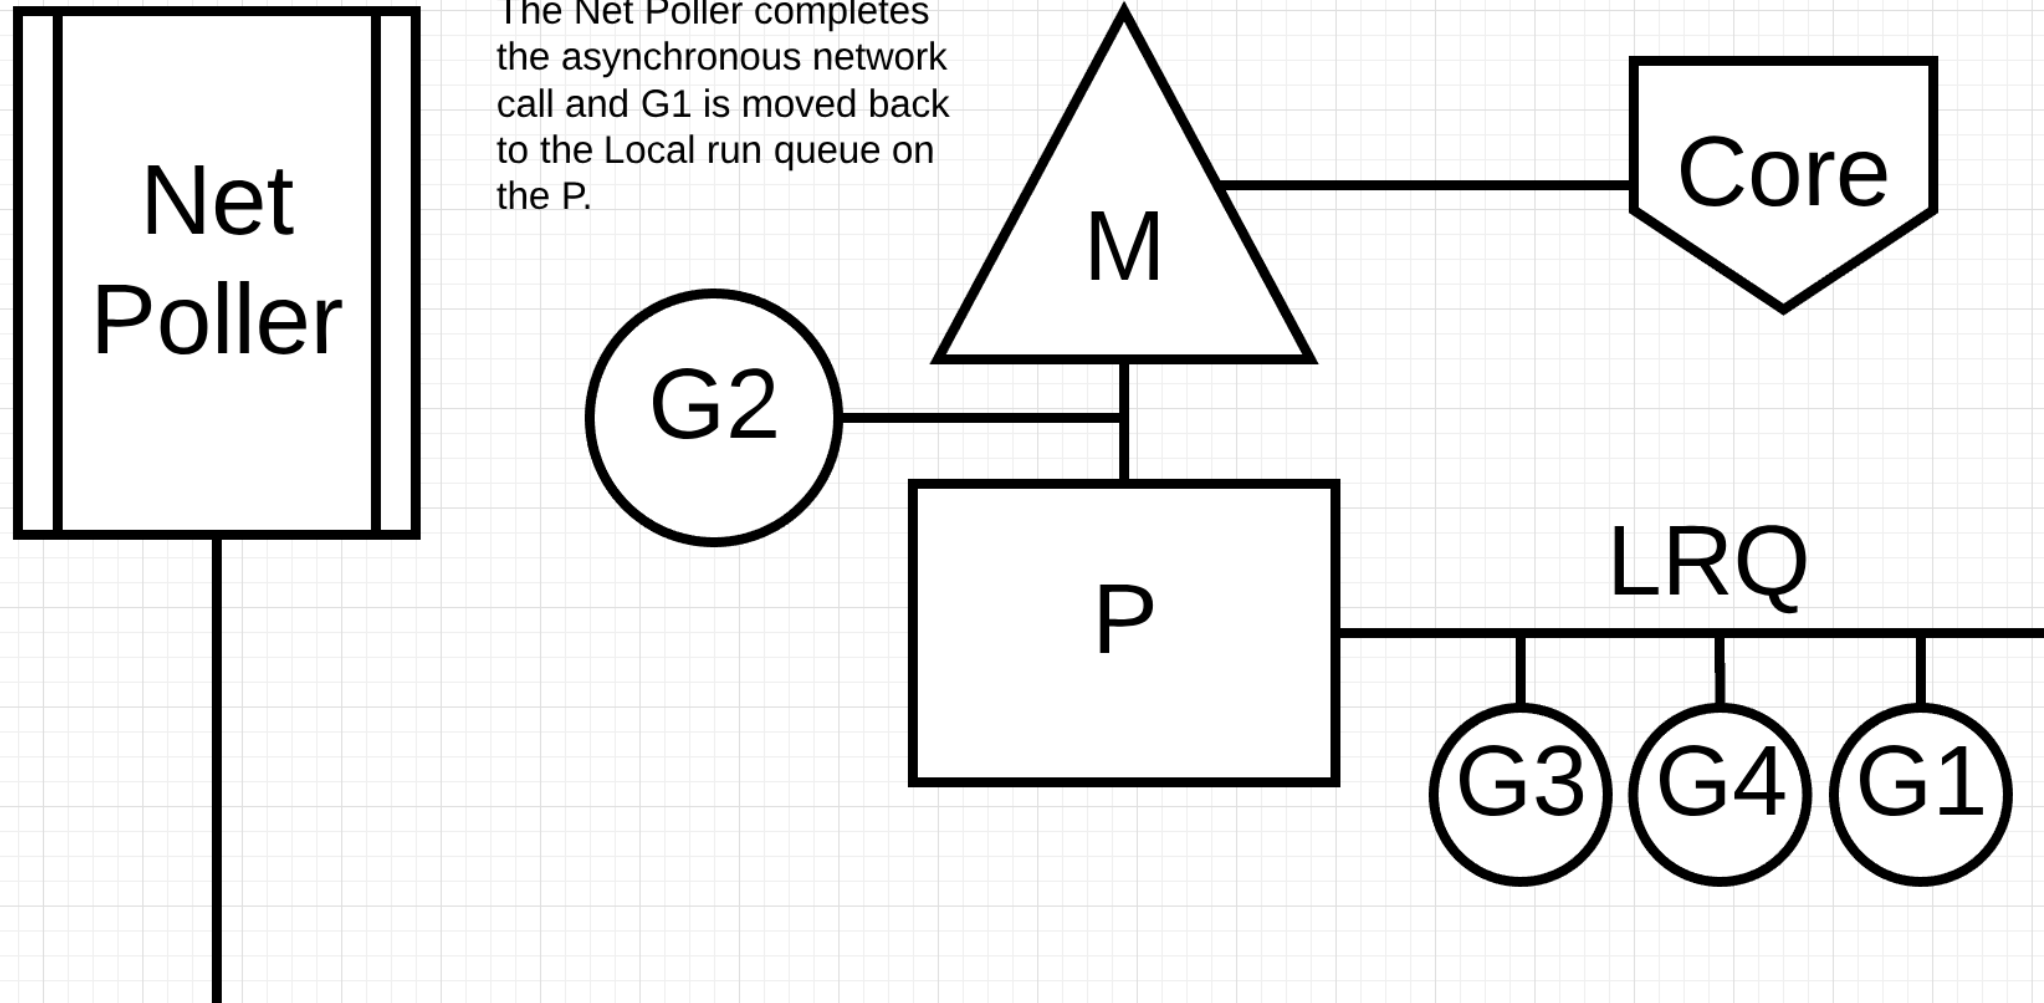 The Net Poller completes
the asynchronous network
call and G1 is moved back
to the Local run queue on
the P.
Net
Poller
M
Core
G2
P
LRQ
G3
G4
G1